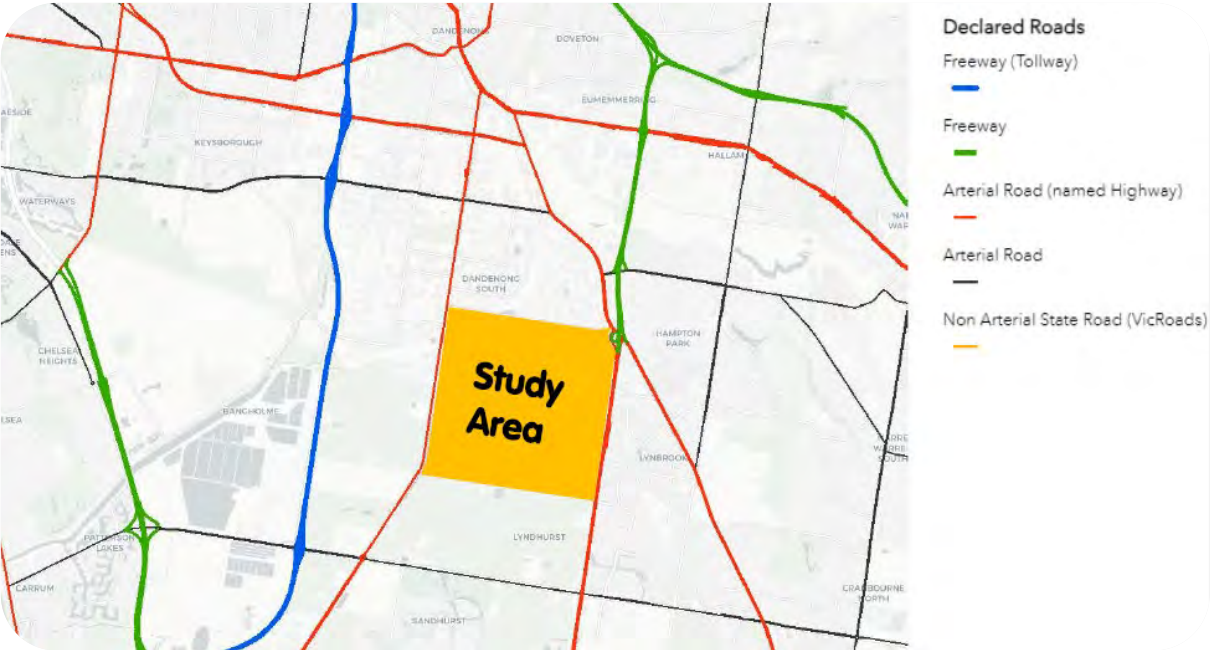 DANDENONG
DOVETON
EUMEMMERRING
KEYSBOROUGH
HALLAM
WATERWAYS
DANDENONG
SOUTH
HAMPTON
PARK
CHELSEA
HEIGHTS
Study
Area
BANGHOLME
LYNBROOK
SOUTH
LYNDHURST
PATTERSON
LAKES
CARRUM
CRANBOURNE
NORTH
SANDHURST
Declared Roads
Freeway (Tollway)
Freeway
Arterial Road (named Highway)
Arterial Road
Non Arterial State Road (VicRoads)